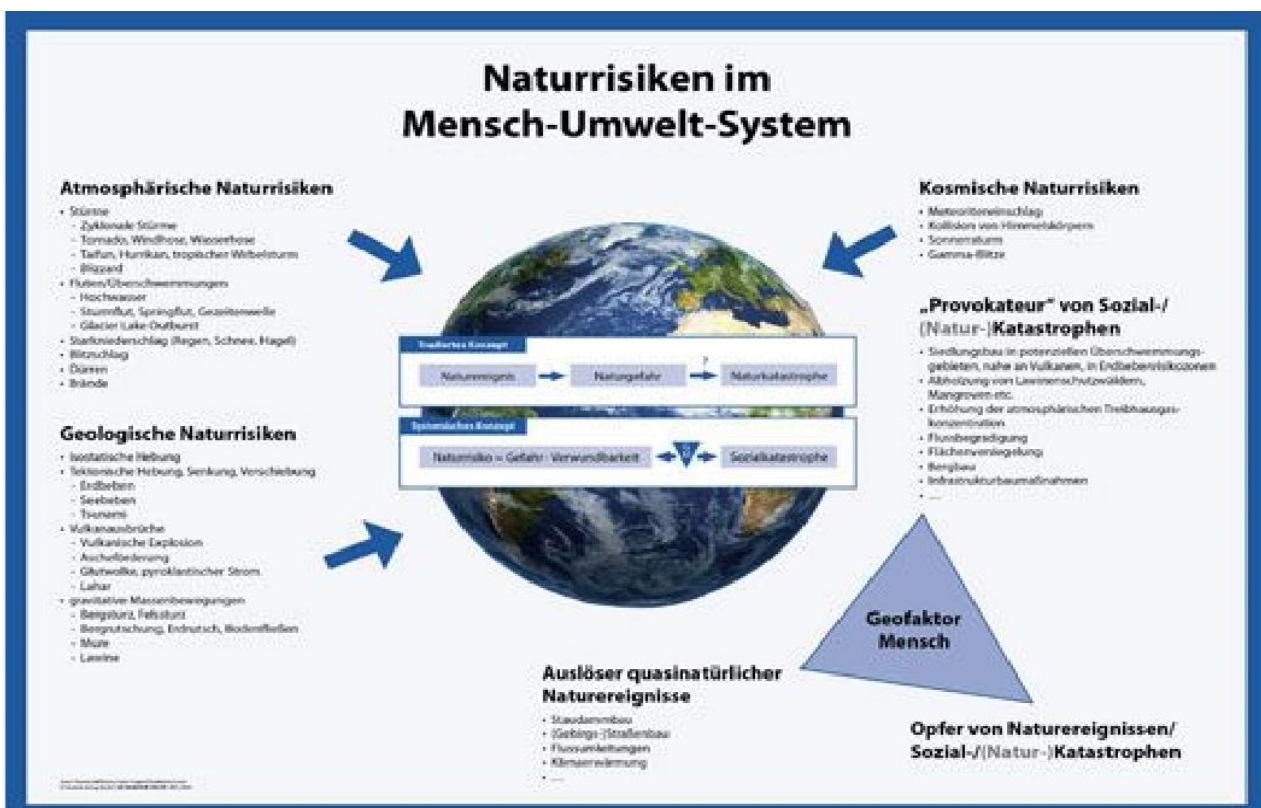 Naturrisiken im
Mensch-Umwelt-System
Atmosphärische Naturrisiken
• Stürme
- Zyklonale Stürme
- Tornado, Windhose, Wasserhose
- Taifun, Hurrikan, tropischer Wirbelsturm
- Blizzard
• Fluten/Überschwemmungen
- Hochwasser
- Sturmflut, Springflut, Gezeitenwelle
- Glacier Lake Outburst
• Starkniederschlag (Regen, Schnee, Hagel)
• Blitzschlag
• Dürren
• Brände
Geologische Naturrisiken
• Isostatische Hebung
• Tektonische Hebung, Senkung, Verschiebung
- Erdbeben
- Seebeben
- Tsunami
• Vulkanausbrüche
- Vulkanische Explosion
- Ascheförderung
- Glutwolke, pyroklastischer Strom
- Lahar
• gravitative Massenbewegungen
- Bergsturz, Felssturz
- Bergrutschung, Erdrutsch, Bodenfließen
- Mure
- Lawine
Tradiertes Konzept
Naturereignis
Naturgefahr
?
Naturkatastrophe
Systemisches Konzept
Naturrisiko = Gefahr · Verwundbarkeit
Sozialkatastrophe
Kosmische Naturrisiken
• Meteoriteneinschlag
• Kollision von Himmelskörpern
• Sonnensturm
• Gamma-Blitze
„Provokateur“ von Sozial-/
(Natur-)Katastrophen
• Siedlungsbau in potenziellen Überschwemmungs-
gebieten, nahe an Vulkanen, in Erdbebenrisikozonen
• Abholzung von Lawinenschutzwäldern,
Mangroven etc.
• Erhöhung der atmosphärischen Treibhausgas-
konzentration
• Flussbegradigung
• Flächenversiegelung
• Bergbau
• Infrastrukturbaumaßnahmen
• ....
Geofaktor
Mensch
Auslöser quasinatürlicher
Naturereignisse
• Staudammbau
• (Gebirgs-)Straßenbau
• Flussumleitungen
• Klimaerwärmung
• ....
Opfer von Naturereignissen/
Sozial-/(Natur-)Katastrophen